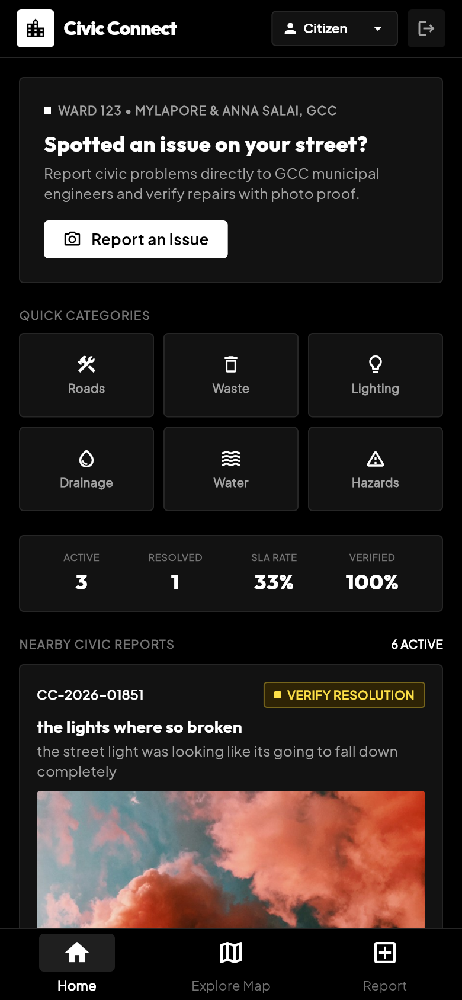 Civic Connect
Citizen
WARD 123 • MYLAPORE & ANNA SALAI, GCC
Spotted an issue on your street?
Report civic problems directly to GCC municipal
engineers and verify repairs with photo proof.
Report an Issue
QUICK CATEGORIES
Roads
Waste
Lighting
Drainage
Water
Hazards
ACTIVE
3
RESOLVED
1
SLA RATE
33%
VERIFIED
100%
NEARBY CIVIC REPORTS
6 ACTIVE
CC-2026-01851
VERIFY RESOLUTION
the lights where so broken
the street light was looking like its going to fall down
completely
Home
Explore Map
Report